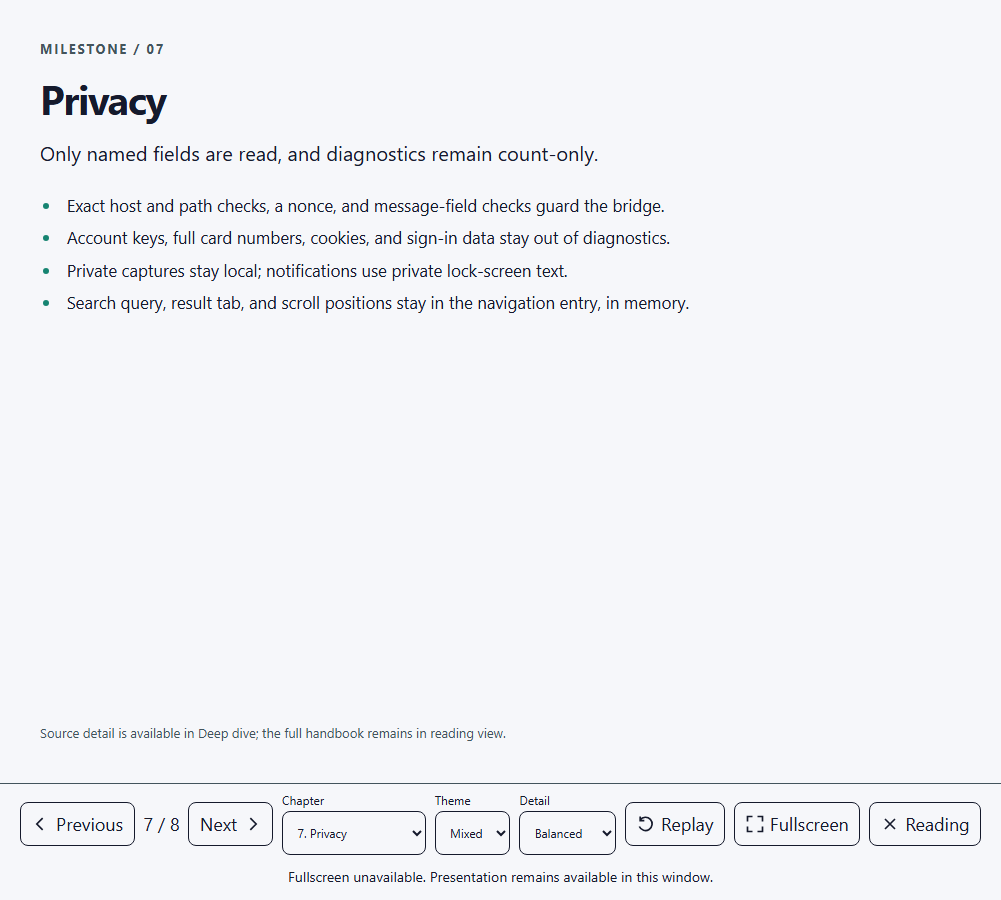 MILESTONE / 07
Privacy
Only named fields are read, and diagnostics remain count-only.
Exact host and path checks, a nonce, and message-field checks guard the bridge.
Account keys, full card numbers, cookies, and sign-in data stay out of diagnostics.
Private captures stay local; notifications use private lock-screen text.
Search query, result tab, and scroll positions stay in the navigation entry, in memory.
Source detail is available in Deep dive; the full handbook remains in reading view.
Chapter Theme Detail
Previous 7 / 8 Next 7. Privacy Mixed Balanced Replay Fullscreen Reading
Fullscreen unavailable. Presentation remains available in this window.